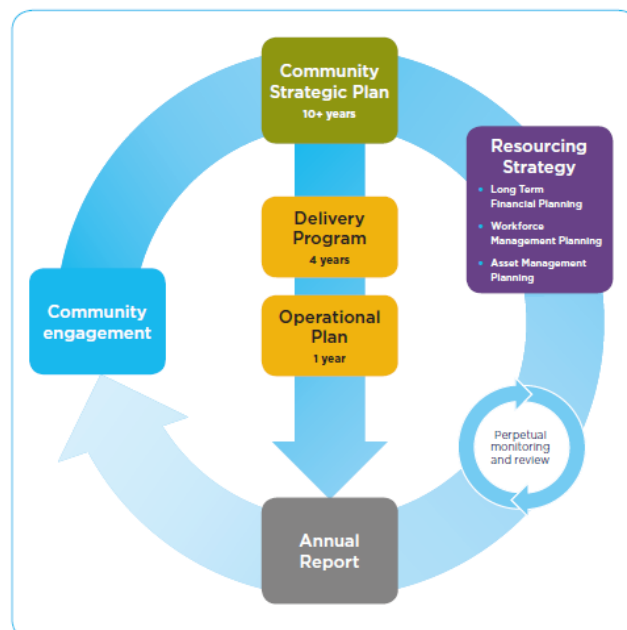 Community
Strategic Plan
10+ years
Resourcing
Strategy
• Long Term
Financial Planning
• Workforce
Management Planning
• Asset Management
Planning
Delivery
Program
4 years
Community
engagement
Operational
Plan
1 year
Perpetual
monitoring
and review
Annual
Report